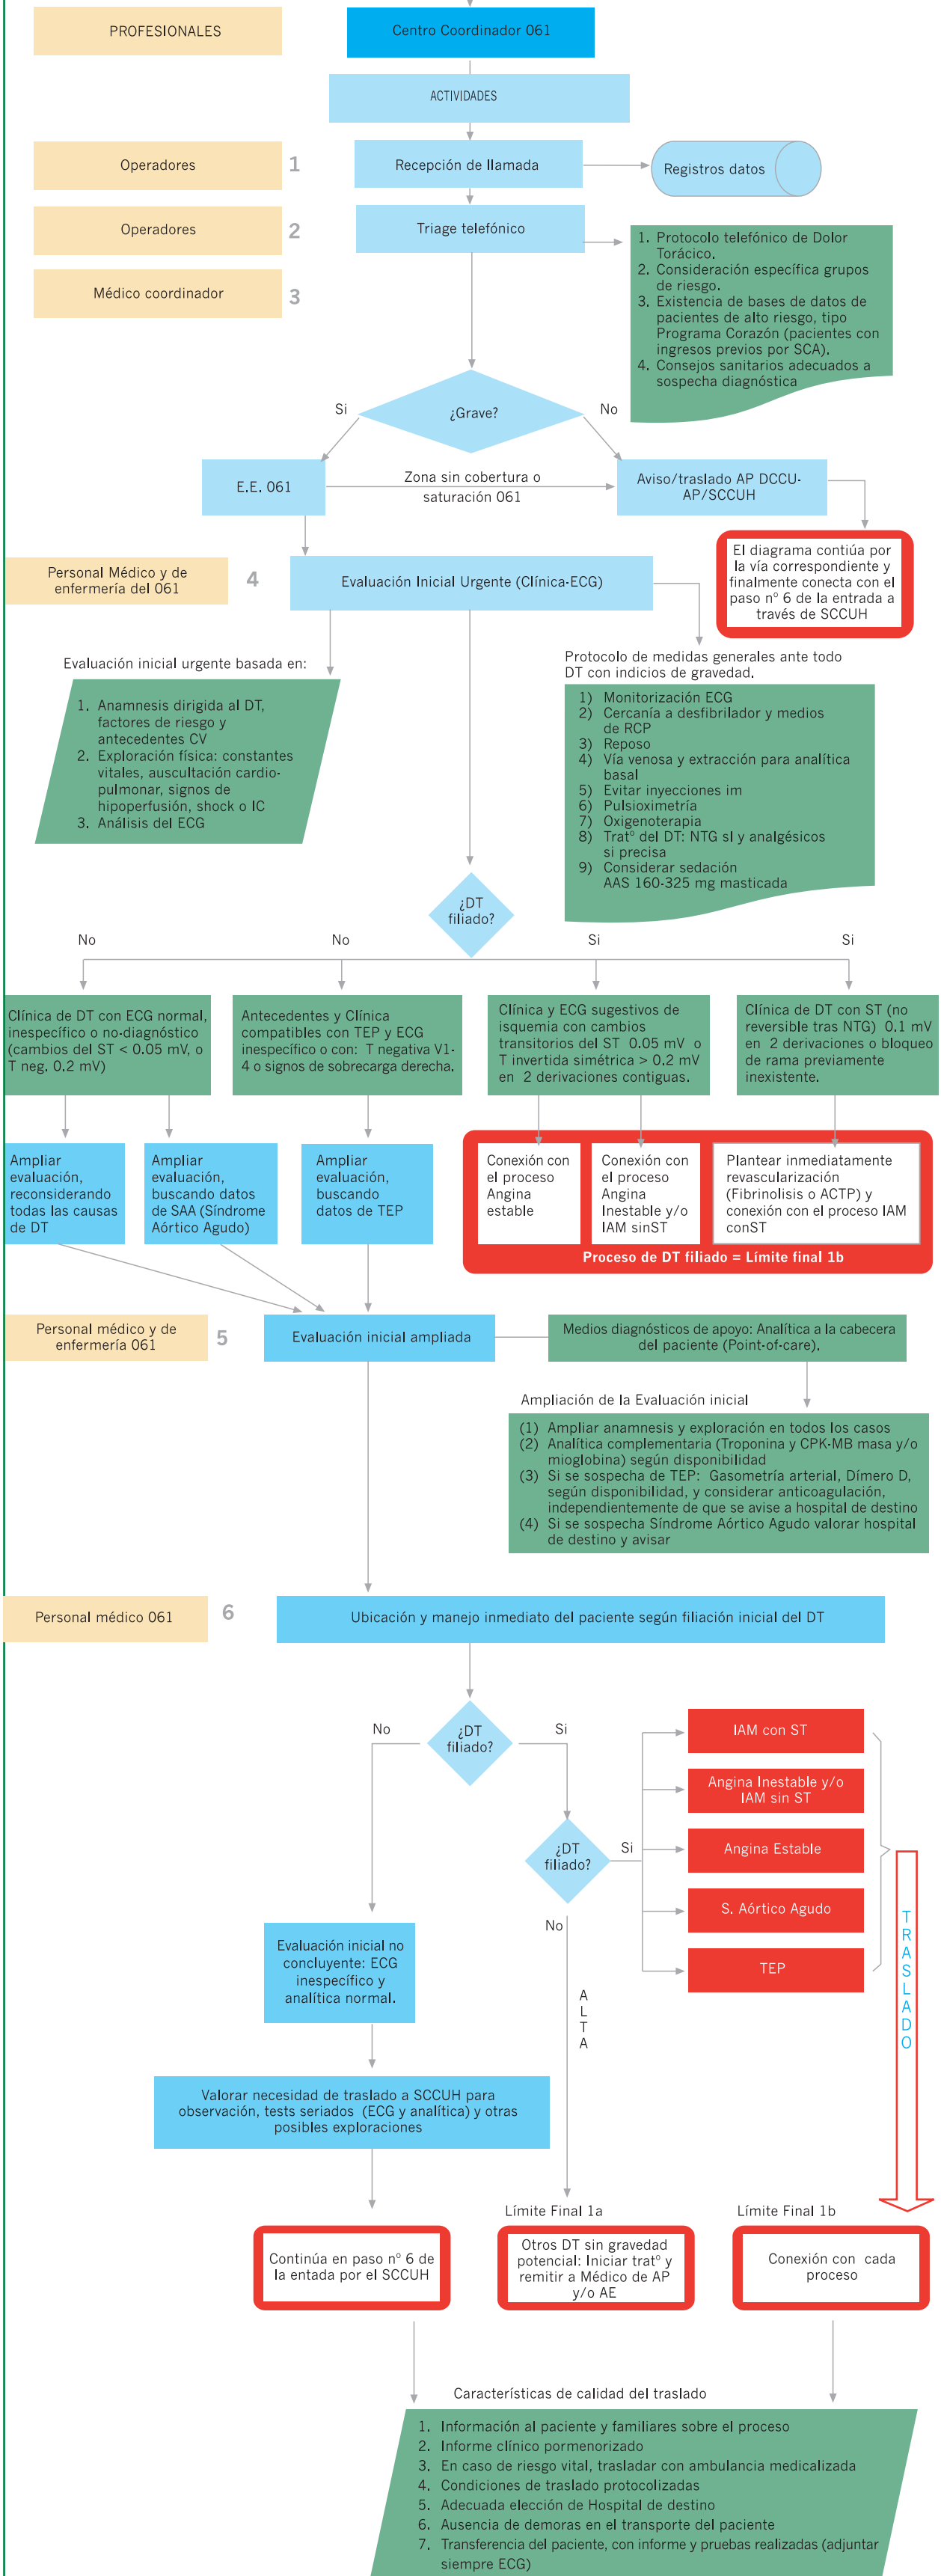 PROFESIONALES
Centro Coordinador 061
ACTIVIDADES
Operadores
1
Recepción de llamada
Registros datos
Operadores
2
Triage telefónico
Médico coordinador
3
1. Protocolo telefónico de Dolor
Torácico.
2. Consideración específica grupos
de riesgo.
3. Existencia de bases de datos de
pacientes de alto riesgo, tipo
Programa Corazón (pacientes con
ingresos previos por SCA).
4. Consejos sanitarios adecuados a
sospecha diagnóstica
Si
¿Grave?
No
E.E. 061
Zona sin cobertura o
saturación 061
Aviso/traslado AP DCCU-
AP/SCCUH
El diagrama contiúa por
la vía correspondiente y
finalmente conecta con el
paso nº 6 de la entrada a
través de SCCUH
Personal Médico y de
enfermería del 061
4
Evaluación Inicial Urgente (Clínica-ECG)
Evaluación inicial urgente basada en:
1. Anamnesis dirigida al DT,
factores de riesgo y
antecedentes CV
2. Exploración física: constantes
vitales, auscultación cardio-
pulmonar, signos de
hipoperfusión, shock o IC
3. Análisis del ECG
Protocolo de medidas generales ante todo
DT con indicios de gravedad.
1) Monitorización ECG
2) Cercanía a desfibrilador y medios
de RCP
3) Reposo
4) Vía venosa y extracción para analítica
basal
5) Evitar inyecciones im
6) Pulsioximetría
7) Oxigenoterapia
8) Tratº del DT: NTG sl y analgésicos
si precisa
9) Considerar sedación
AAS 160-325 mg masticada
¿DT
filiado?
No
No
Si
Si
Clínica de DT con ECG normal,
inespecífico o no-diagnóstico
(cambios del ST < 0.05 mV, o
T neg. 0.2 mV)
Antecedentes y Clínica
compatibles con TEP y ECG
inespecífico o con: T negativa V1-
4 o signos de sobrecarga derecha.
Clínica y ECG sugestivos de
isquemia con cambios
transitorios del ST 0.05 mV o
T invertida simétrica > 0.2 mV
en 2 derivaciones contiguas.
Clínica de DT con ST (no
reversible tras NTG) 0.1 mV
en 2 derivaciones o bloqueo
de rama previamente
inexistente.
Ampliar
evaluación,
reconsiderando
todas las causas
de DT
Ampliar
evaluación,
buscando datos
de SAA (Síndrome
Aórtico Agudo)
Ampliar
evaluación,
buscando
datos de TEP
Conexión con
el proceso
Angina
estable
Conexión con
el proceso
Angina
Inestable y/o
IAM sinST
Plantear inmediatamente
revascularización
(Fibrinolisis o ACTP) y
conexión con el proceso IAM
conST
Proceso de DT filiado = Límite final 1b
Personal médico y de
enfermería 061
5
Evaluación inicial ampliada
Medios diagnósticos de apoyo: Analítica a la cabecera
del paciente (Point-of-care).
Ampliación de la Evaluación inicial
(1) Ampliar anamnesis y exploración en todos los casos
(2) Analítica complementaria (Troponina y CPK-MB masa y/o
mioglobina) según disponibilidad
(3) Si se sospecha de TEP: Gasometría arterial, Dímero D,
según disponibilidad, y considerar anticoagulación,
independientemente de que se avise a hospital de destino
(4) Si se sospecha Síndrome Aórtico Agudo valorar hospital
de destino y avisar
Personal médico 061
6
Ubicación y manejo inmediato del paciente según filiación inicial del DT
No
¿DT
filiado?
Si
IAM con ST
Angina Inestable y/o
IAM sin ST
¿DT
filiado?
Si
Angina Estable
S. Aórtico Agudo
TEP
No
TRASLADO
Evaluación inicial no
concluyente: ECG
inespecífico y
analítica normal.
ALTA
Valorar necesidad de traslado a SCCUH para
observación, tests seriados (ECG y analítica) y otras
posibles exploraciones
Límite Final 1a
Límite Final 1b
Continúa en paso nº 6 de
la entada por el SCCUH
Otros DT sin gravedad
potencial: Iniciar tratº y
remitir a Médico de AP
y/o AE
Conexión con cada
proceso
Características de calidad del traslado
1. Información al paciente y familiares sobre el proceso
2. Informe clínico pormenorizado
3. En caso de riesgo vital, trasladar con ambulancia medicalizada
4. Condiciones de traslado protocolizadas
5. Adecuada elección de Hospital de destino
6. Ausencia de demoras en el transporte del paciente
7. Transferencia del paciente, con informe y pruebas realizadas (adjuntar
siempre ECG)